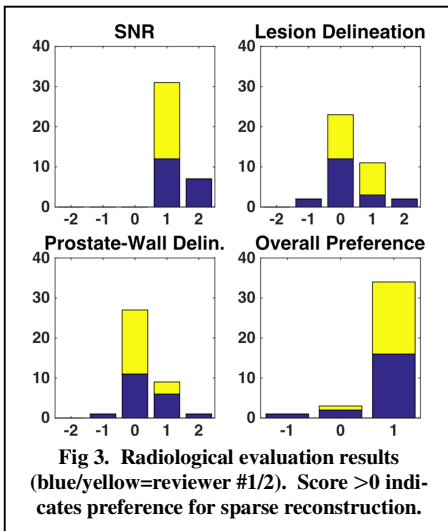 SNR
40
30
20
10
0
-2 -1 0 1 2
Lesion Delineation
40
30
20
10
0
-2 -1 0 1 2
Prostate-Wall Delin.
40
30
20
10
0
-2 -1 0 1 2
Overall Preference
40
30
20
10
0
-1 0 1
Fig 3. Radiological evaluation results
(blue/yellow=reviewer #1/2). Score >0 indi-
cates preference for sparse reconstruction.